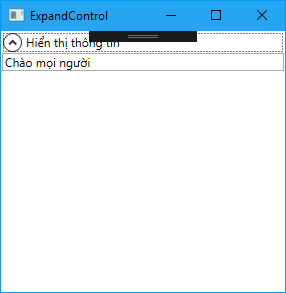 ExpandControl
Hiển thị thông tin
Chào mọi người